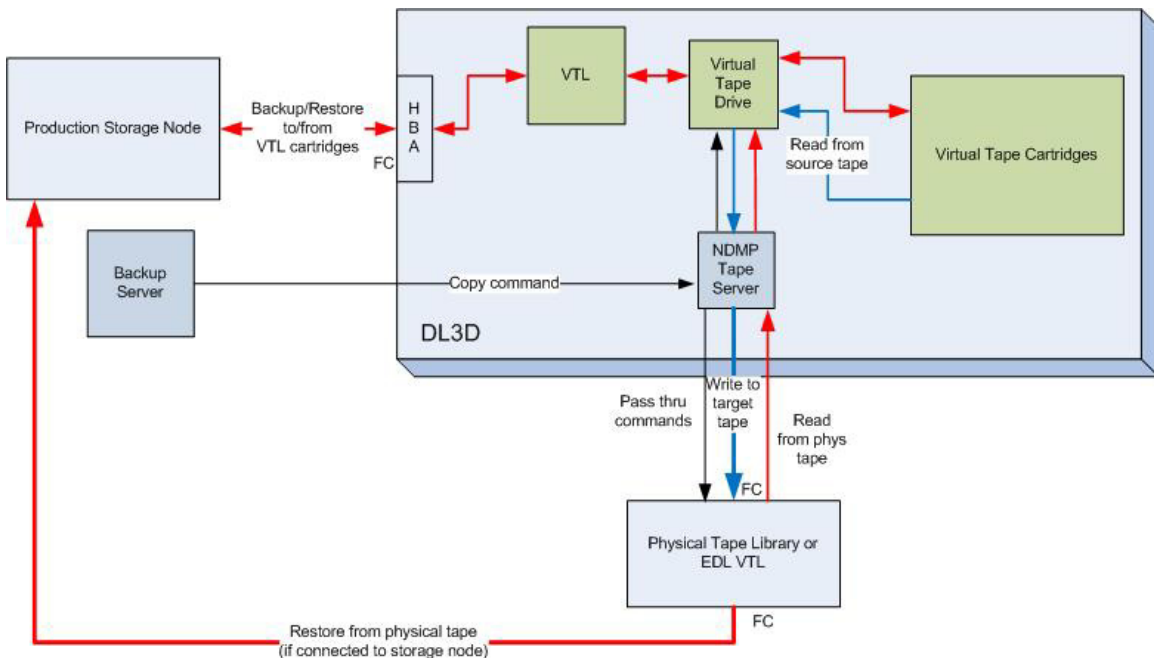 Production Storage Node
Backup/Restore
to/from
VTL cartridges
FC
H
B
A
VTL
Virtual
Tape
Drive
Read from
source tape
Virtual Tape Cartridges
Backup
Server
Copy command
NDMP
Tape
Server
DL3D
Pass thru
commands
Write to
target
tape
Read
from phys
tape
FC
Physical Tape Library or
EDL VTL
FC
Restore from physical tape
(if connected to storage node)